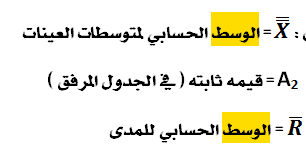 : X̿ = الوسط الحسابي لمتوسطات العينات
A₂ = قيمه ثابته ( في الجدول المرفق )
R̅ = الوسط الحسابي للمدى